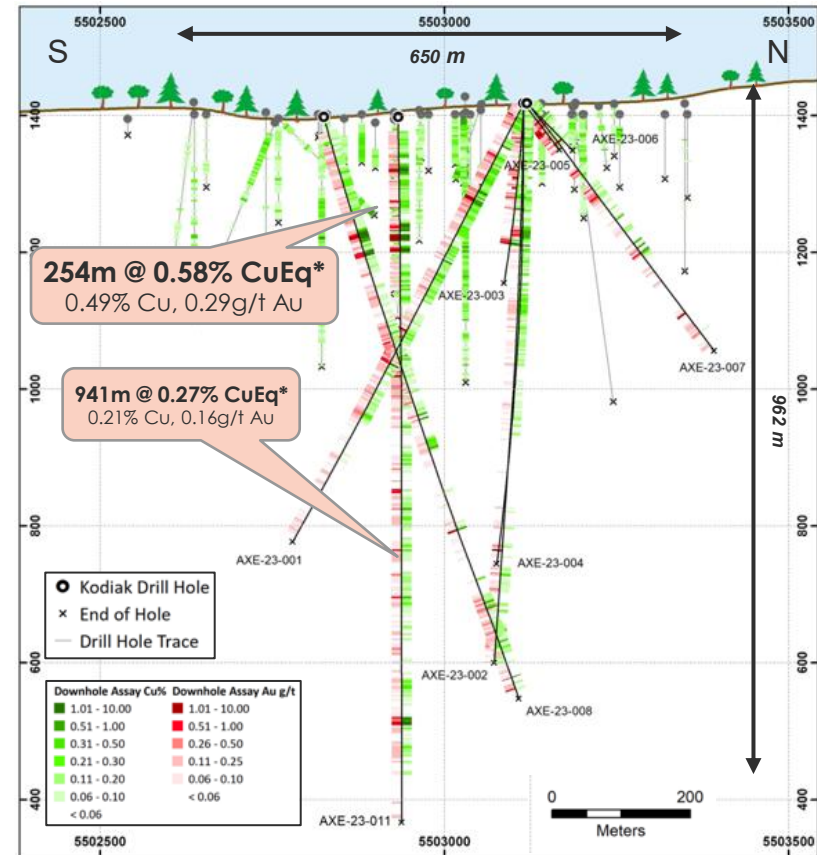 5502500
5503000
5503500
S
650 m
N
1400
1400
AXE-23-006
AXE-23-005
1200
1200
254m @ 0.58% CuEq*
0.49% Cu, 0.29g/t Au
AXE-23-003
AXE-23-007
1000
1000
941m @ 0.27% CuEq*
0.21% Cu, 0.16g/t Au
962 m
800
800
AXE-23-001
AXE-23-004
Kodiak Drill Hole
End of Hole
Drill Hole Trace
600
600
AXE-23-002
AXE-23-008
Downhole Assay Cu% Downhole Assay Au g/t
1.01 - 10.00 1.01 - 10.00
0.51 - 1.00 0.51 - 1.00
0.31 - 0.50 0.26 - 0.50
0.21 - 0.30 0.11 - 0.25
0.11 - 0.20 0.06 - 0.10
0.06 - 0.10 < 0.06
< 0.06
400
400
AXE-23-011
0 200
Meters
5502500
5503000
5503500